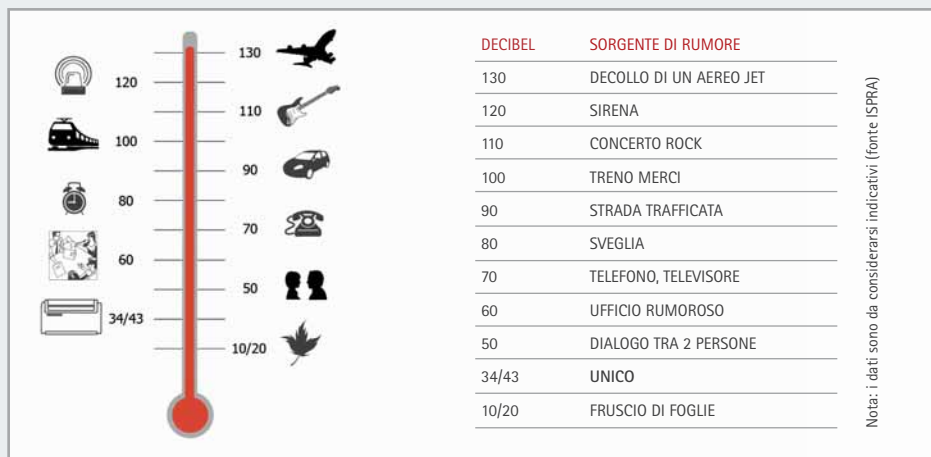 130
120
110
100
90
80
70
60
50
34/43
10/20
DECIBEL SORGENTE DI RUMORE
130 DECOLLO DI UN AEREO JET
120 SIRENA
110 CONCERTO ROCK
100 TRENO MERCI
90 STRADA TRAFFICATA
80 SVEGLIA
70 TELEFONO, TELEVISORE
60 UFFICIO RUMOROSO
50 DIALOGO TRA 2 PERSONE
34/43 UNICO
10/20 FRUSCIO DI FOGLIE
Nota: i dati sono da considerarsi indicativi (fonte ISPRA)